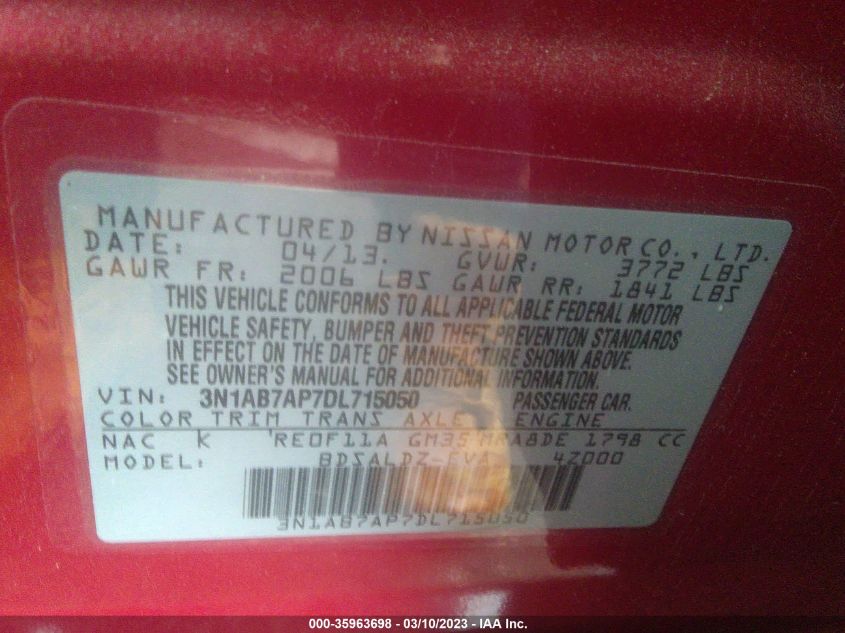 MANUFACTURED BY NISSAN MOTOR CO., LTD.
DATE: 04/13. GVWR: 3772 LBS
GAWR FR: 2006 LBS GAWR RR: 1841 LBS
THIS VEHICLE CONFORMS TO ALL APPLICABLE FEDERAL MOTOR
VEHICLE SAFETY, BUMPER AND THEFT PREVENTION STANDARDS
IN EFFECT ON THE DATE OF MANUFACTURE SHOWN ABOVE.
SEE OWNER'S MANUAL FOR ADDITIONAL INFORMATION.
VIN: 3N1AB7AP7DL715050 PASSENGER CAR.
COLOR TRIM TRANS AXLE ENGINE
NAC K RE0F11A GM35 MRA8DE 1798 CC
MODEL: BDSALDZ-EVA 4Z000
3N1AB7AP7DL715050
000-35963698 - 03/10/2023 - IAA Inc.